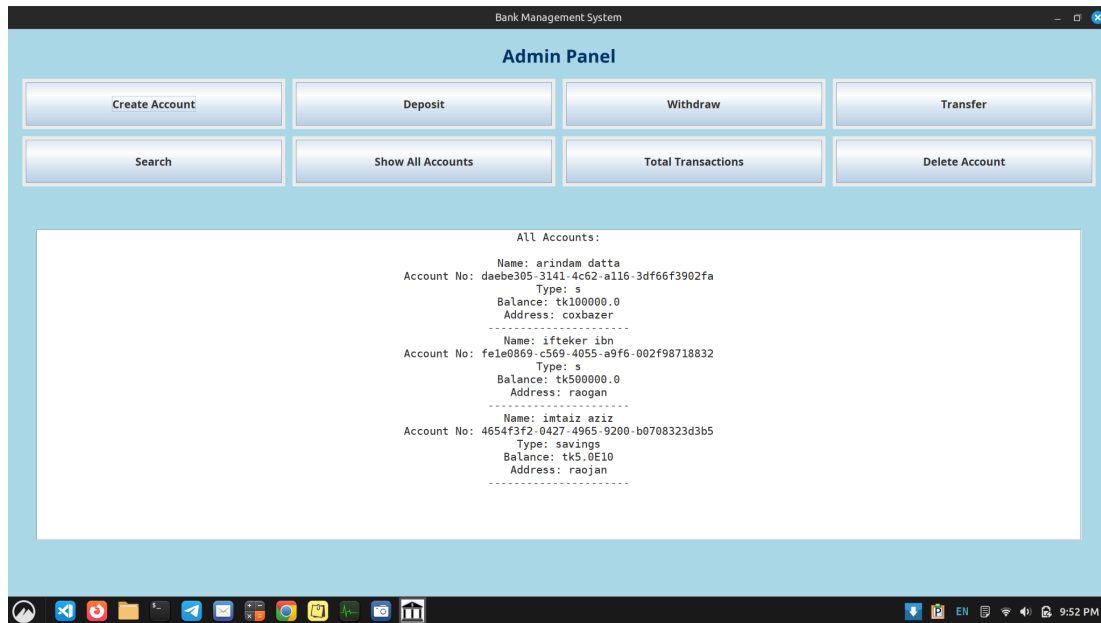 Bank Management System
Admin Panel
Create Account
Deposit
Withdraw
Transfer
Search
Show All Accounts
Total Transactions
Delete Account
All Accounts:
Name: arindam datta
Account No: daebe305-3141-4c62-a116-3df66f3902fa
Type: s
Balance: tk100000.0
Address: coxbazer
----------------------
Name: ifteker ibn
Account No: fe1e0869-c569-4055-a9f6-002f98718832
Type: s
Balance: tk500000.0
Address: raogan
----------------------
Name: imtaiz aziz
Account No: 4654f3f2-0427-4965-9200-b0708323d3b5
Type: savings
Balance: tk5.0E10
Address: raojan
----------------------
EN
9:52 PM